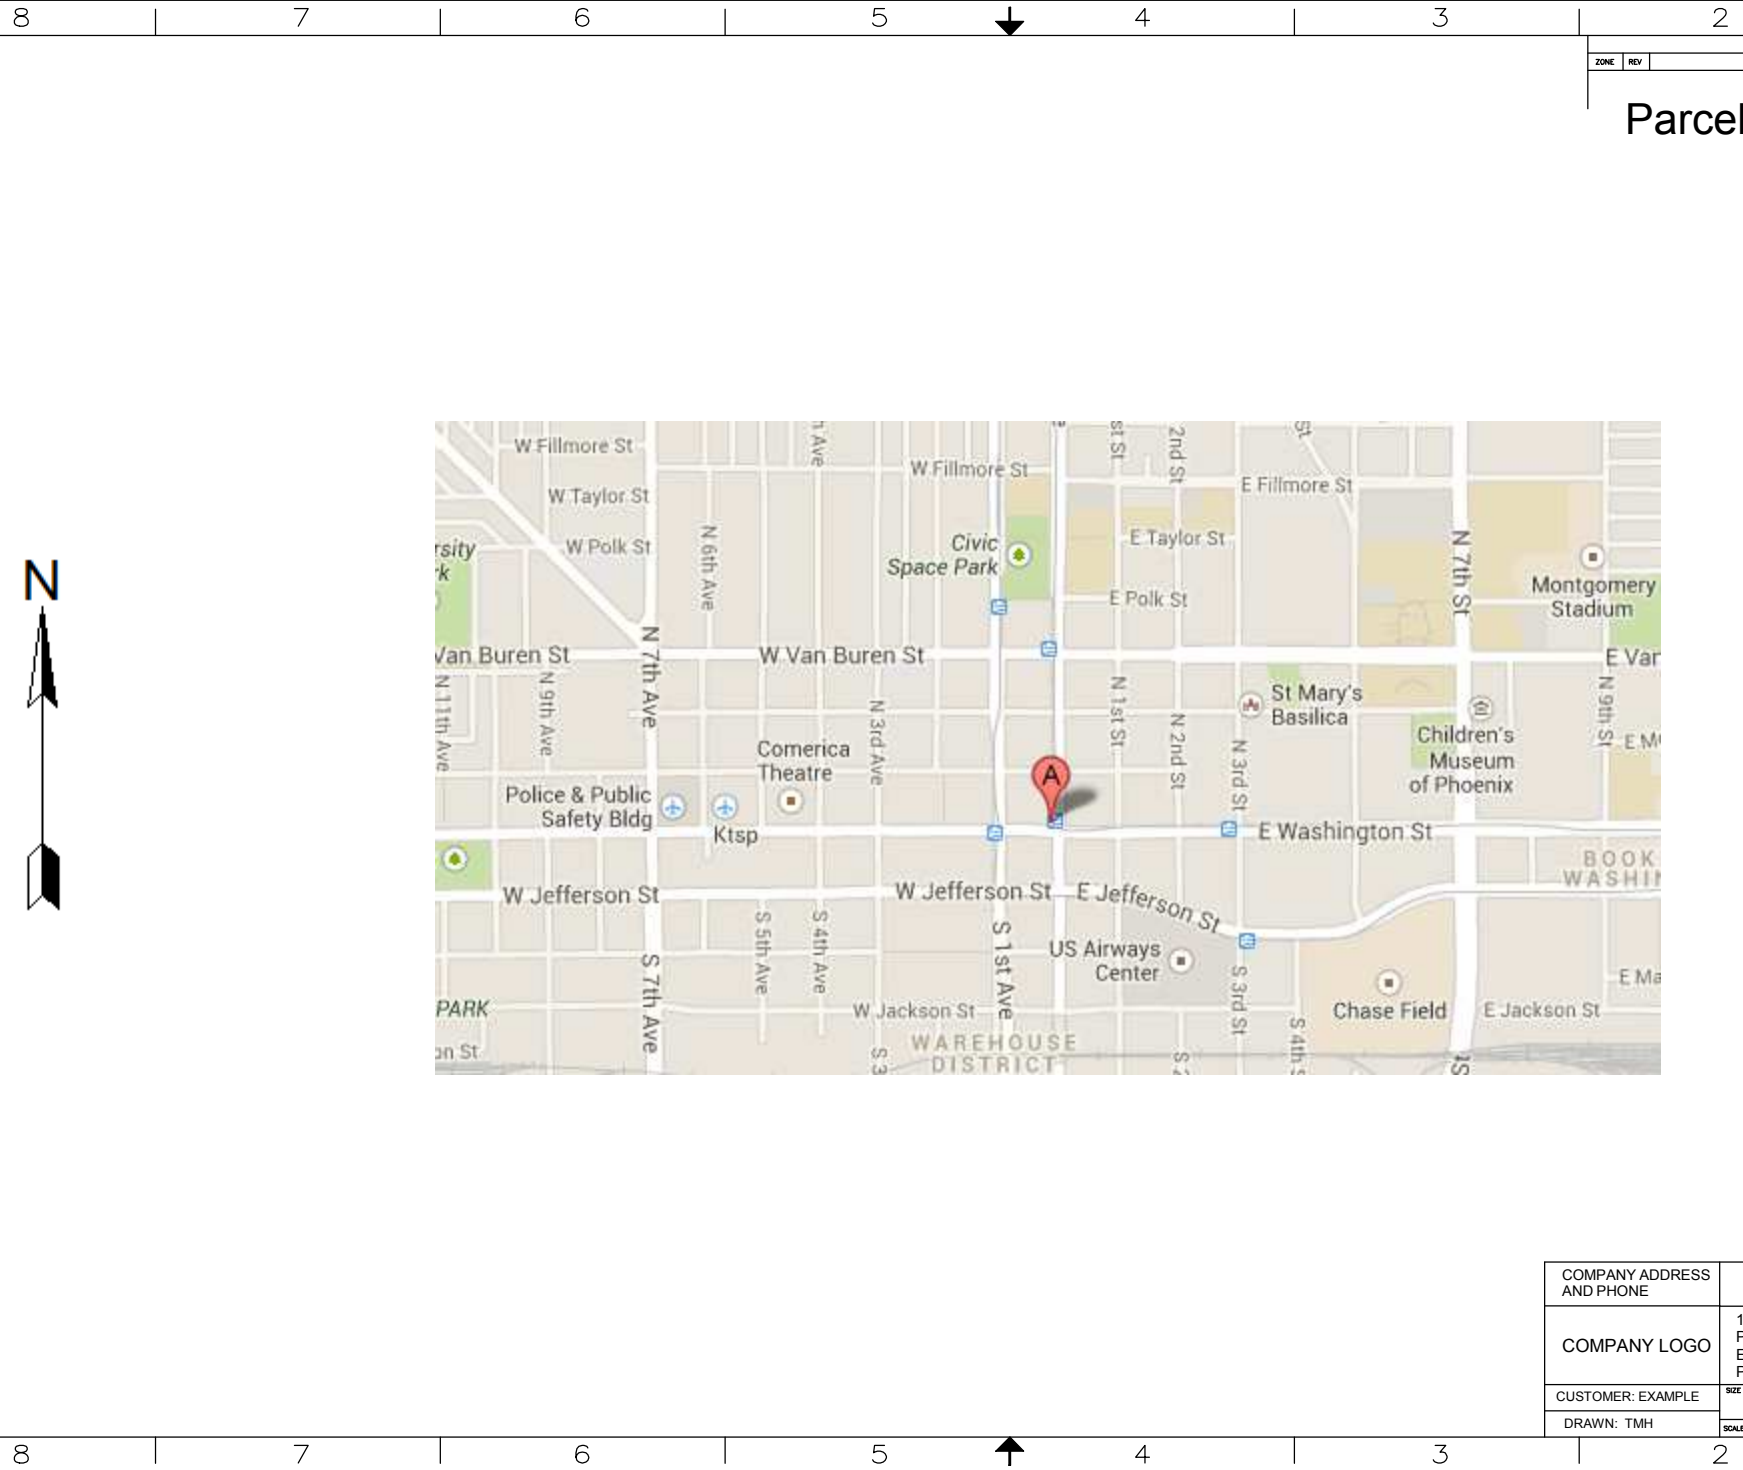 8 7 6 5 4 3 2
ZONE REV
Parcel
N
W Fillmore St
W Fillmore St
E Fillmore St
2nd St
W Taylor St
E Taylor St
W Polk St
E Polk St
N 6th Ave
Civic
Space Park
N 7th St
Montgomery
Stadium
Van Buren St
W Van Buren St
N 7th Ave
N 11th Ave
N 9th Ave
N 3rd Ave
N 1st St
N 2nd St
N 3rd St
N 9th St
St Mary's
Basilica
Children's
Museum
of Phoenix
Comerica
Theatre
A
Police & Public
Safety Bldg
Ktsp
E Washington St
W Jefferson St
W Jefferson St
E Jefferson St
S 5th Ave
S 4th Ave
S 1st Ave
S 7th Ave
US Airways
Center
S 3rd St
S 4th
Chase Field
PARK
W Jackson St
E Jackson St
WAREHOUSE
DISTRICT
COMPANY ADDRESS
AND PHONE
COMPANY LOGO
CUSTOMER: EXAMPLE
SIZE
DRAWN: TMH
SCALE
8 7 6 5 4 3 2